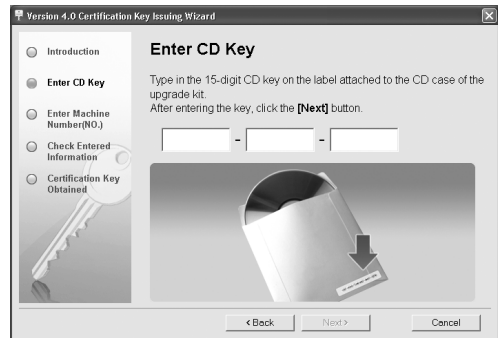 Version 4.0 Certification Key Issuing Wizard
Introduction
Enter CD Key
Enter Machine
Number(NO.)
Check Entered
Information
Certification Key
Obtained
Enter CD Key
Type in the 15-digit CD key on the label attached to the CD case of the
upgrade kit.
After entering the key, click the [Next] button.
- -
< Back
Next >
Cancel